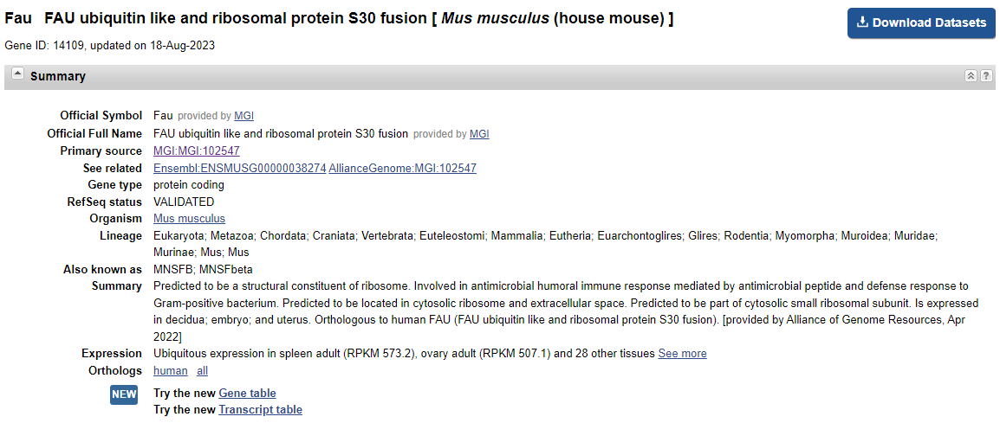 Fau FAU ubiquitin like and ribosomal protein S30 fusion [ Mus musculus (house mouse) ]
Download Datasets
Gene ID: 14109, updated on 18-Aug-2023
Summary
?
Official Symbol Fau provided by MGI
Official Full Name FAU ubiquitin like and ribosomal protein S30 fusion provided by MGI
Primary source MGI:MGI:102547
See related Ensembl:ENSMUSG00000038274 AllianceGenome:MGI:102547
Gene type protein coding
RefSeq status VALIDATED
Organism Mus musculus
Lineage Eukaryota; Metazoa; Chordata; Craniata; Vertebrata; Euteleostomi; Mammalia; Eutheria; Euarchontoglires; Glires; Rodentia; Myomorpha; Muroidea; Muridae;
Murinae; Mus; Mus
Also known as MNSFB; MNSFbeta
Summary Predicted to be a structural constituent of ribosome. Involved in antimicrobial humoral immune response mediated by antimicrobial peptide and defense response to
Gram-positive bacterium. Predicted to be located in cytosolic ribosome and extracellular space. Predicted to be part of cytosolic small ribosomal subunit. Is expressed
in decidua; embryo; and uterus. Orthologous to human FAU (FAU ubiquitin like and ribosomal protein S30 fusion). [provided by Alliance of Genome Resources, Apr
2022]
Expression Ubiquitous expression in spleen adult (RPKM 573.2), ovary adult (RPKM 507.1) and 28 other tissues See more
Orthologs human all
NEW Try the new Gene table
Try the new Transcript table